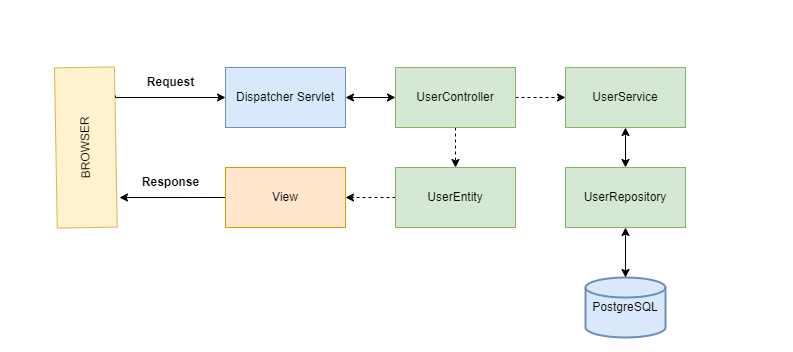 Request
Dispatcher Servlet
UserController
UserService
BROWSER
Response
View
UserEntity
UserRepository
PostgreSQL